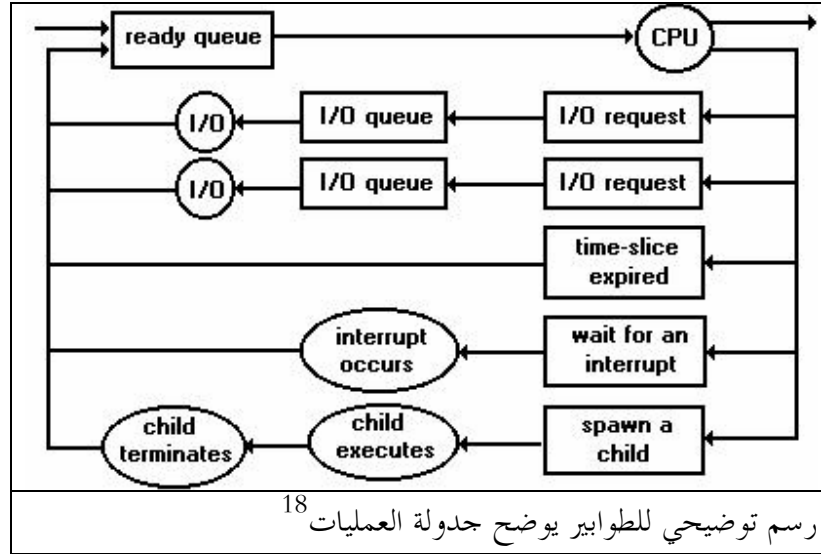 ready queue
CPU
I/O
I/O queue
I/O request
I/O
I/O queue
I/O request
time-slice
expired
interrupt
occurs
wait for an
interrupt
child
terminates
child
executes
spawn a
child
رسم توضيحي للطوابير يوضح جدولة العمليات 18